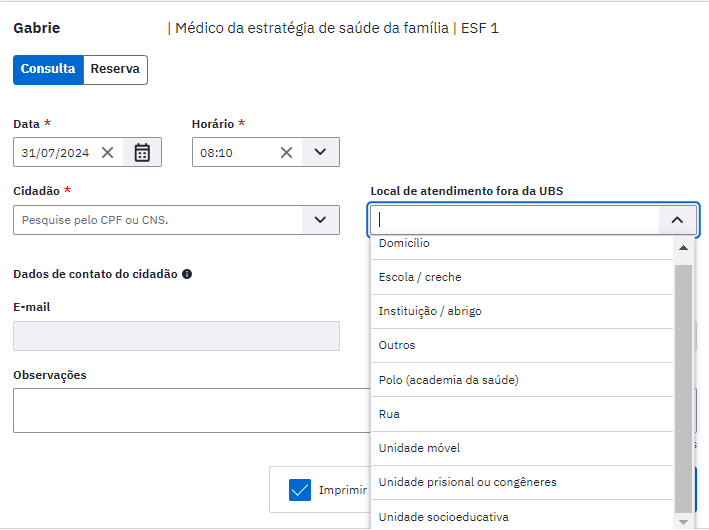 Gabrie | Médico da estratégia de saúde da família | ESF 1
Consulta Reserva
Data * Horário *
31/07/2024 08:10
Cidadão * Local de atendimento fora da UBS
Pesquise pelo CPF ou CNS.
Domicílio
Dados de contato do cidadão
Escola / creche
E-mail
Instituição / abrigo
Outros
Observações
Polo (academia da saúde)
Rua
Unidade móvel
Imprimir
Unidade prisional ou congêneres
Unidade socioeducativa